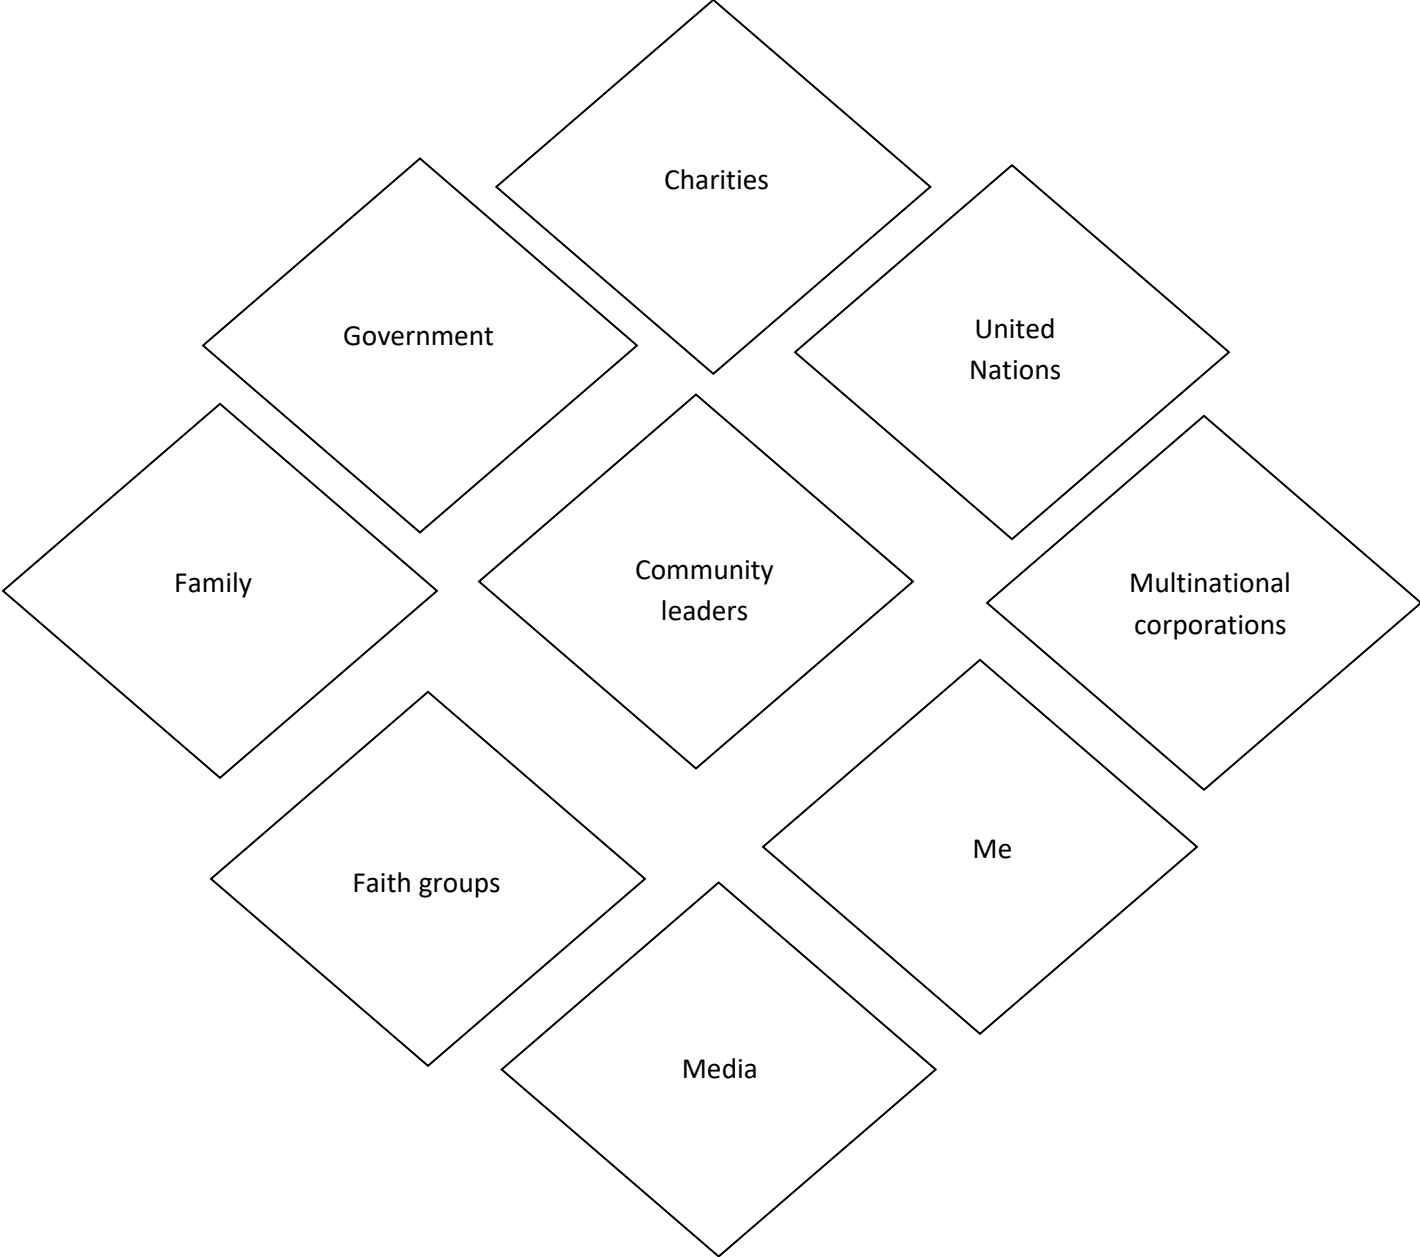 Charities
Government
United
Nations
Family
Community
leaders
Multinational
corporations
Faith groups
Me
Media